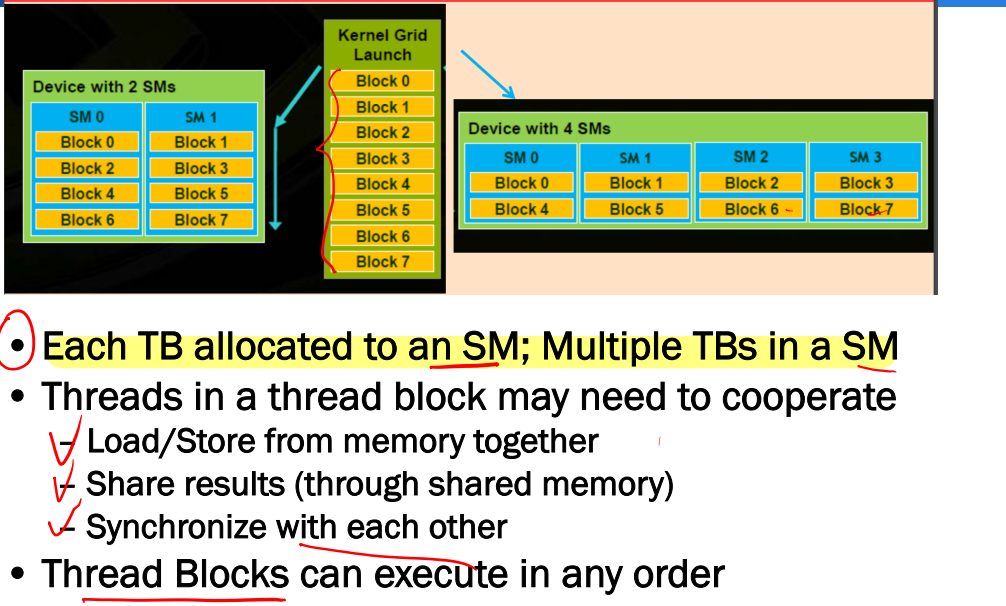 Kernel Grid
Launch
Block 0
Block 1
Block 2
Block 3
Block 4
Block 5
Block 6
Block 7
Device with 2 SMs
SM 0 SM 1
Block 0 Block 1
Block 2 Block 3
Block 4 Block 5
Block 6 Block 7
Device with 4 SMs
SM 0 SM 1 SM 2 SM 3
Block 0 Block 1 Block 2 Block 3
Block 4 Block 5 Block 6 Block 7
• Each TB allocated to an SM; Multiple TBs in a SM
• Threads in a thread block may need to cooperate
– Load/Store from memory together
– Share results (through shared memory)
– Synchronize with each other
• Thread Blocks can execute in any order